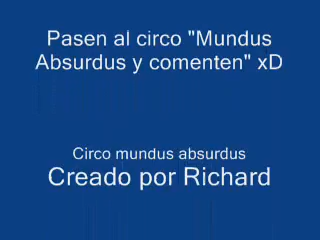 Pasen al circo "Mundus
Absurdus y comenten" xD
Circo mundus absurdus
Creado por Richard